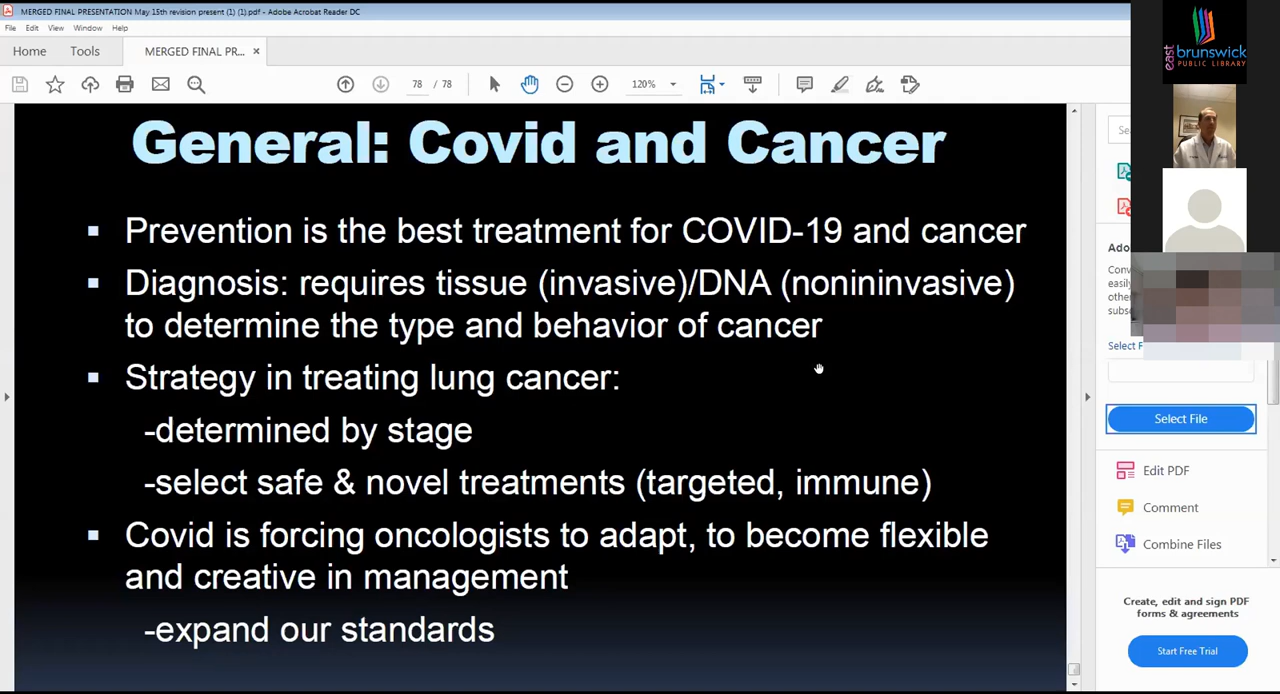 MERGED FINAL PRESENTATION May 15th revision present (1) (1).pdf - Adobe Acrobat Reader DC
File Edit View Window Help
Home Tools MERGED FINAL PR... ×
78 / 78 120%
General: Covid and Cancer
▪ Prevention is the best treatment for COVID-19 and cancer
▪ Diagnosis: requires tissue (invasive)/DNA (nonininvasive)
to determine the type and behavior of cancer
▪ Strategy in treating lung cancer:
-determined by stage
-select safe & novel treatments (targeted, immune)
▪ Covid is forcing oncologists to adapt, to become flexible
and creative in management
-expand our standards
east
brunswick
PUBLIC LIBRARY
Select File
Edit PDF
Comment
Combine Files
Create, edit and sign PDF
forms & agreements
Start Free Trial